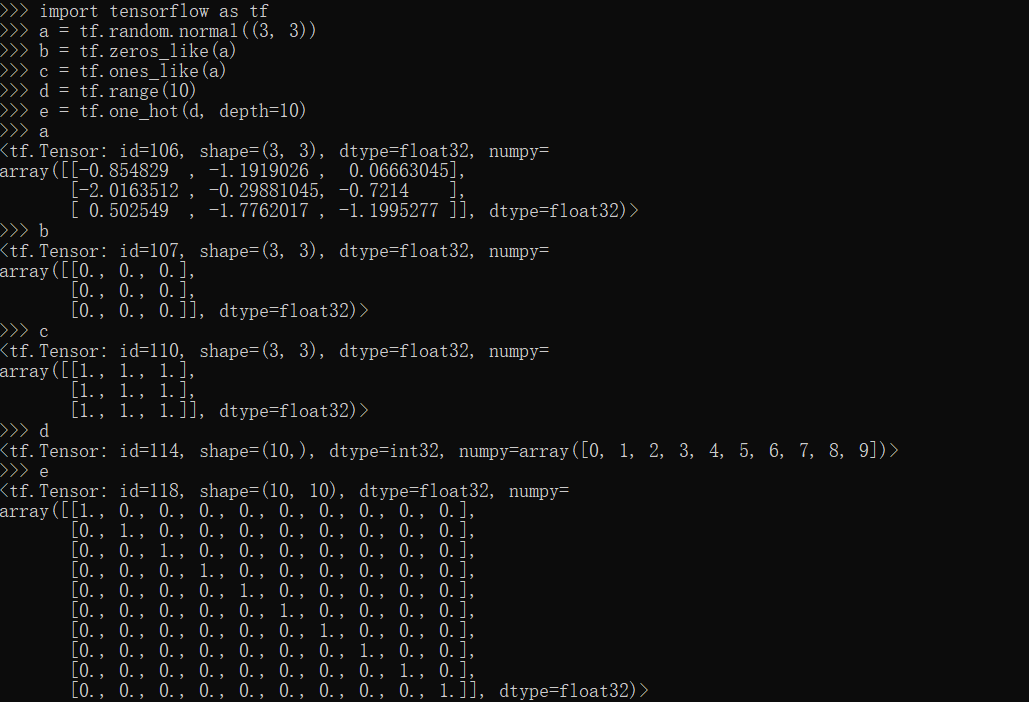 >>> import tensorflow as tf
>>> a = tf.random.normal((3, 3))
>>> b = tf.zeros_like(a)
>>> c = tf.ones_like(a)
>>> d = tf.range(10)
>>> e = tf.one_hot(d, depth=10)
>>> a
<tf.Tensor: id=106, shape=(3, 3), dtype=float32, numpy=
array([[-0.854829  , -1.1919026 ,  0.06663045],
       [-2.0163512 , -0.29881045, -0.7214    ],
       [ 0.502549  , -1.7762017 , -1.1995277 ]], dtype=float32)>
>>> b
<tf.Tensor: id=107, shape=(3, 3), dtype=float32, numpy=
array([[0., 0., 0.],
       [0., 0., 0.],
       [0., 0., 0.]], dtype=float32)>
>>> c
<tf.Tensor: id=110, shape=(3, 3), dtype=float32, numpy=
array([[1., 1., 1.],
       [1., 1., 1.],
       [1., 1., 1.]], dtype=float32)>
>>> d
<tf.Tensor: id=114, shape=(10,), dtype=int32, numpy=array([0, 1, 2, 3, 4, 5, 6, 7, 8, 9])>
>>> e
<tf.Tensor: id=118, shape=(10, 10), dtype=float32, numpy=
array([[1., 0., 0., 0., 0., 0., 0., 0., 0., 0.],
       [0., 1., 0., 0., 0., 0., 0., 0., 0., 0.],
       [0., 0., 1., 0., 0., 0., 0., 0., 0., 0.],
       [0., 0., 0., 1., 0., 0., 0., 0., 0., 0.],
       [0., 0., 0., 0., 1., 0., 0., 0., 0., 0.],
       [0., 0., 0., 0., 0., 1., 0., 0., 0., 0.],
       [0., 0., 0., 0., 0., 0., 1., 0., 0., 0.],
       [0., 0., 0., 0., 0., 0., 0., 1., 0., 0.],
       [0., 0., 0., 0., 0., 0., 0., 0., 1., 0.],
       [0., 0., 0., 0., 0., 0., 0., 0., 0., 1.]], dtype=float32)>